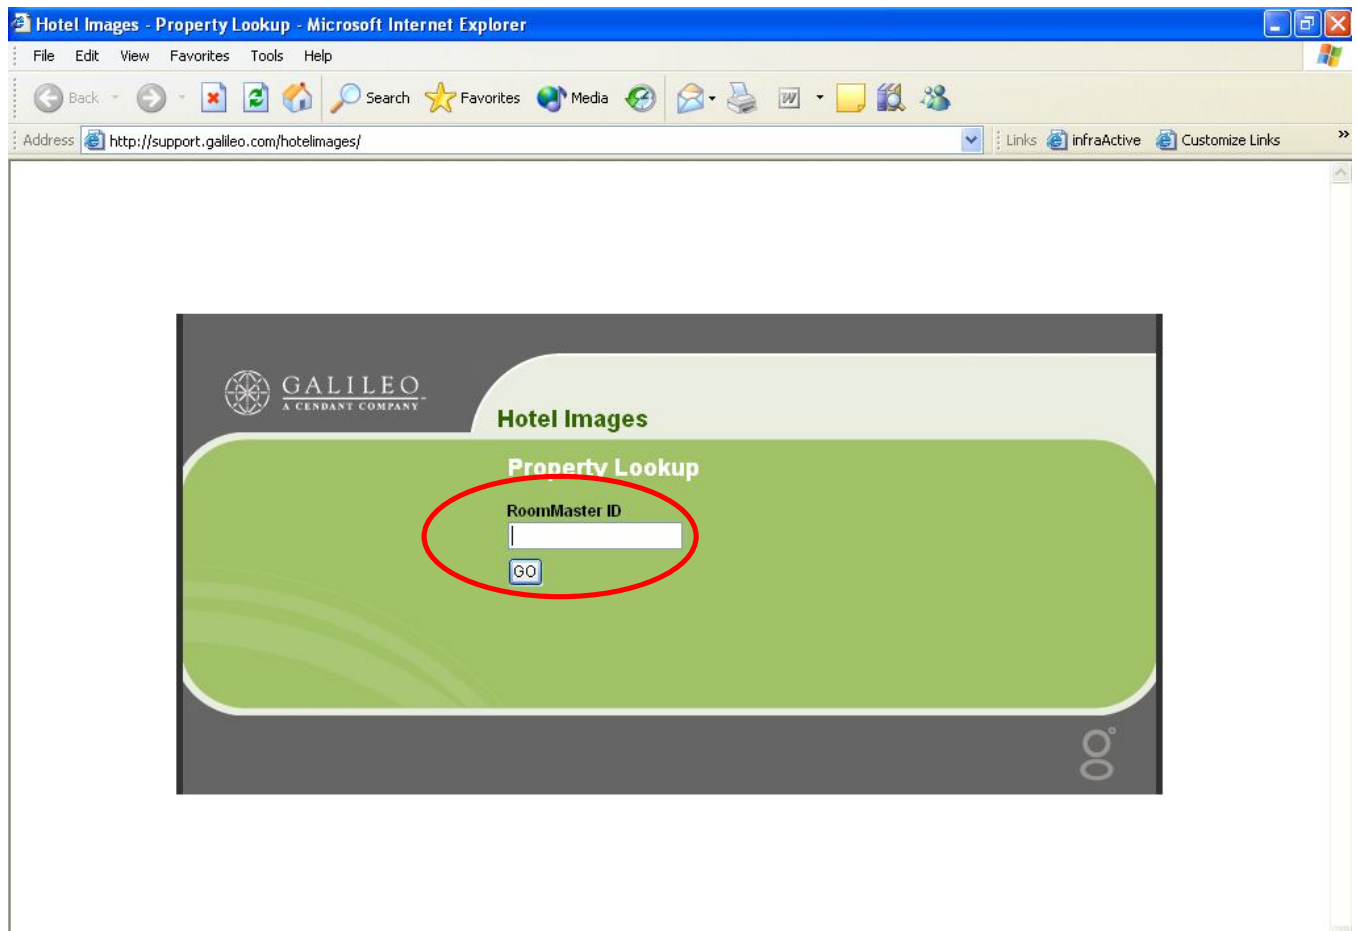 Hotel Images - Property Lookup - Microsoft Internet Explorer
File Edit View Favorites Tools Help
Back Search Favorites Media W
Address http://support.galileo.com/hotelimages/ Links infraActive Customize Links »
GALILEO
A CENDANT COMPANY™
Hotel Images
Property Lookup
RoomMaster ID
GO
g